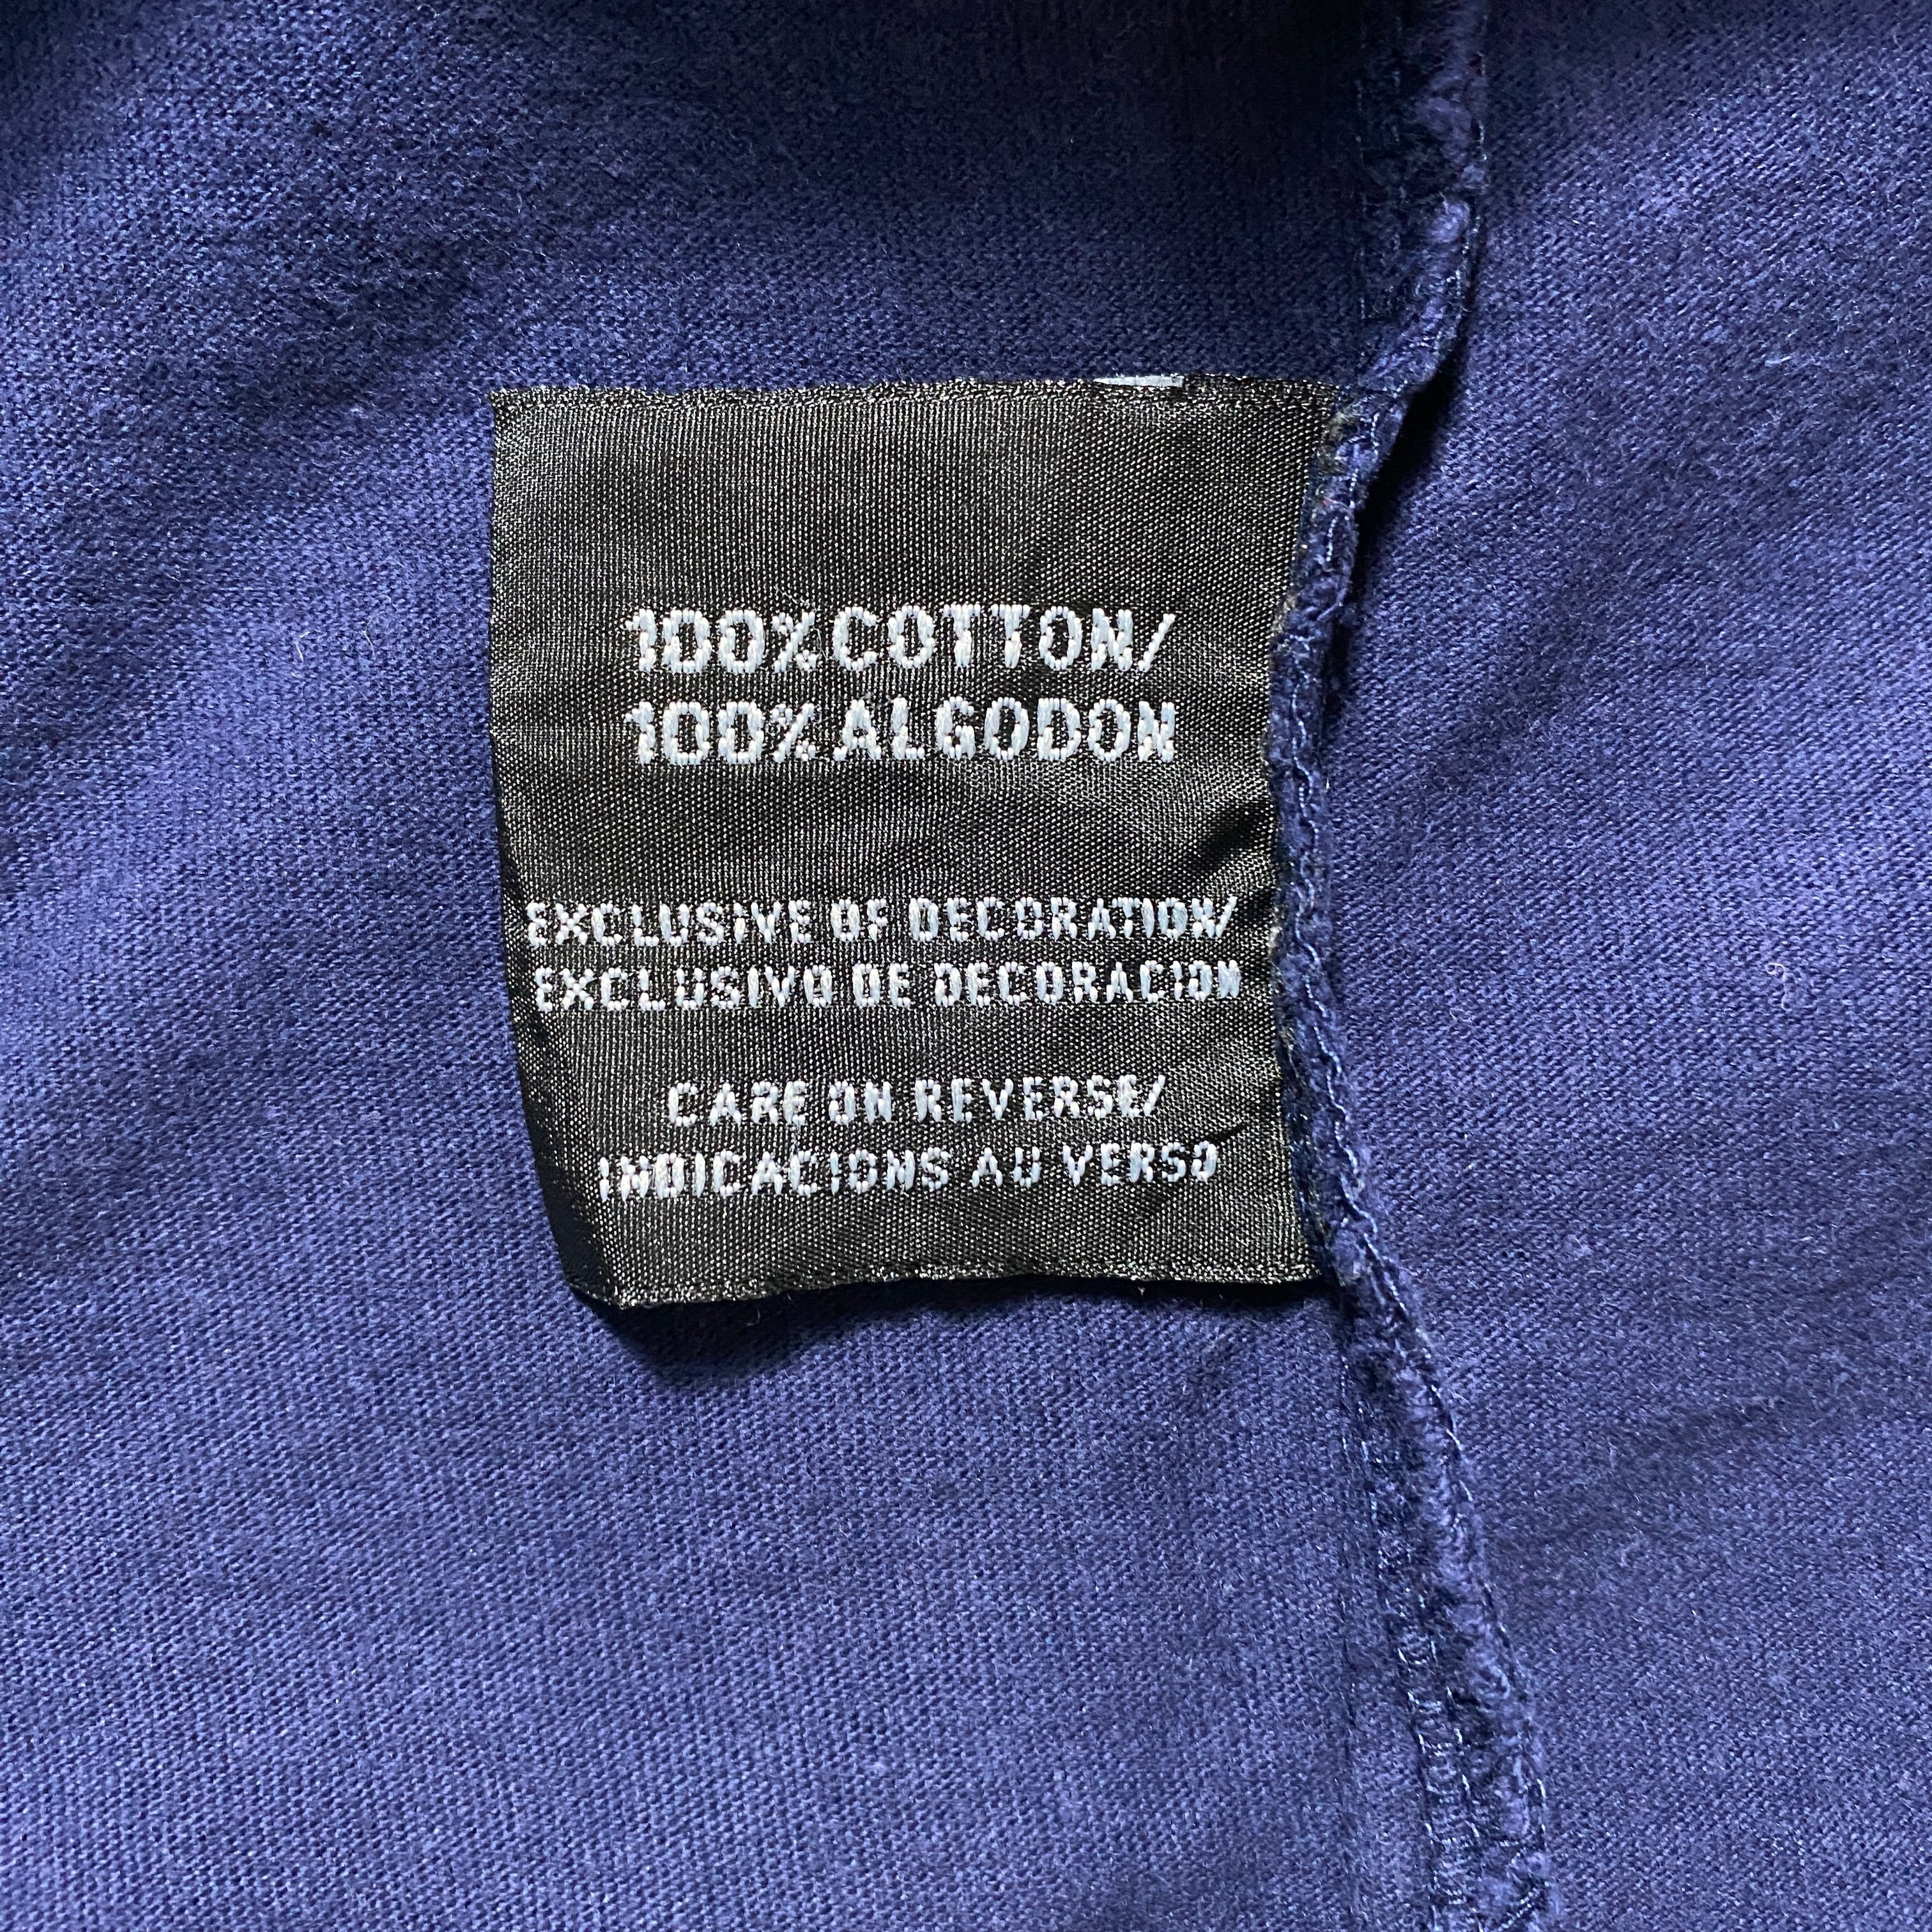 100% COTTON/
100% ALGODON
EXCLUSIVE OF DECORATION/
EXCLUSIVO DE DECORACION
CARE ON REVERSE/
INDICACIONS AU VERSO